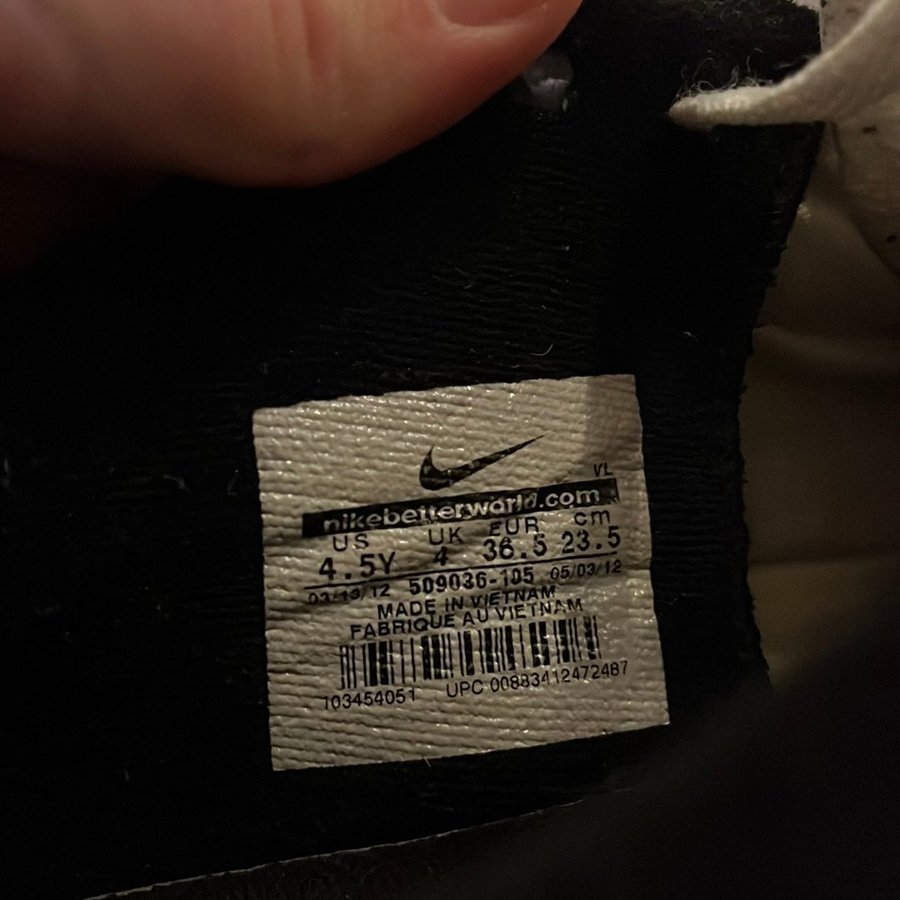 VL
nikebetterworld.com
US UK EUR cm
4.5Y 4 36.5 23.5
03/13/12 509036-105 05/03/12
MADE IN VIETNAM
FABRIQUE AU VIETNAM
103454051 UPC 00883412472487